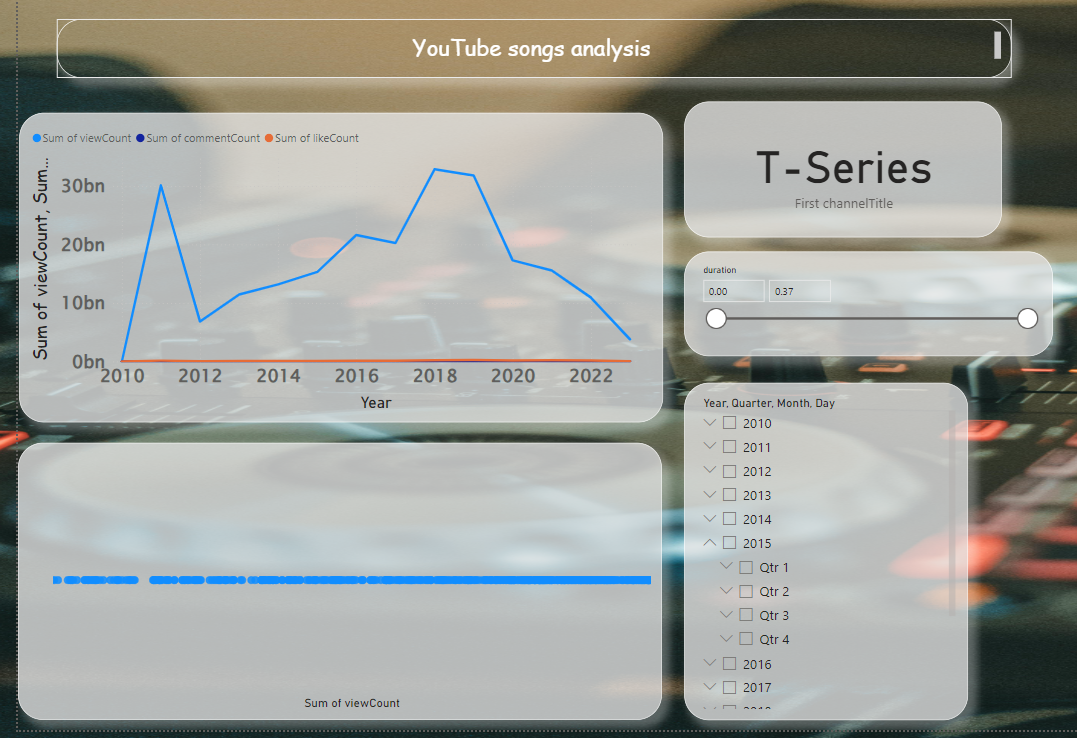 YouTube songs analysis
Sum of viewCount Sum of commentCount Sum of likeCount
Sum of viewCount, Sum...
30bn
20bn
10bn
0bn
2010 2012 2014 2016 2018 2020 2022
Year
T-Series
First channelTitle
duration
0.00 0.37
Year, Quarter, Month, Day
2010
2011
2012
2013
2014
2015
Qtr 1
Qtr 2
Qtr 3
Qtr 4
2016
2017
Sum of viewCount